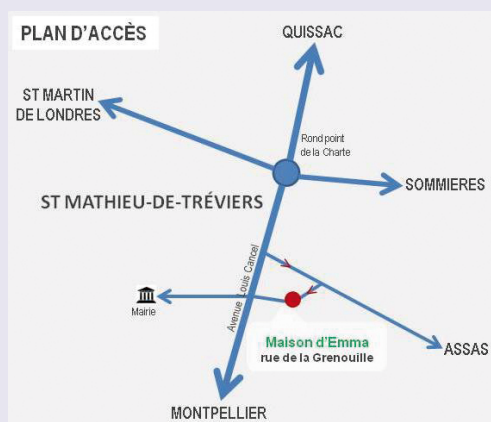 PLAN D'ACCÈS
QUISSAC
ST MARTIN
DE LONDRES
Rond point
de la Charte
SOMMIERES
ST MATHIEU-DE-TRÉVIERS
Avenue Louis Cancel
Mairie
Maison d'Emma
rue de la Grenouille
ASSAS
MONTPELLIER